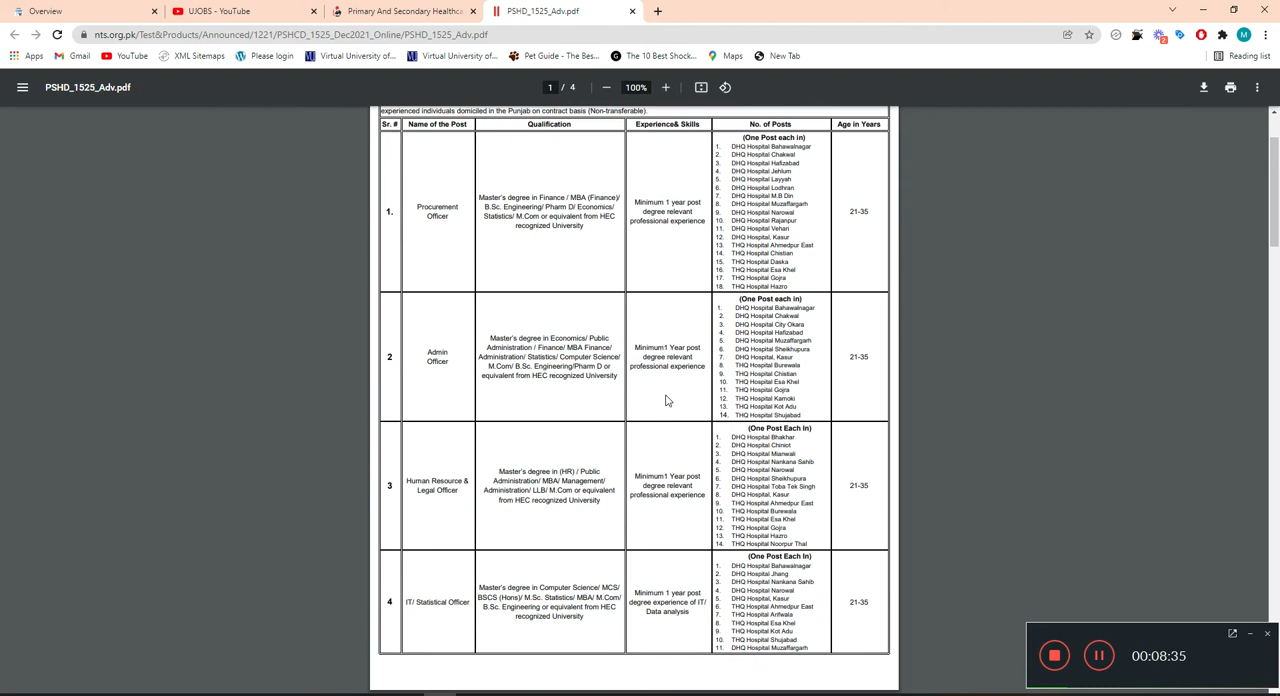 Overview
UJOBS - YouTube
Primary And Secondary Healthca
PSHD_1525_Adv.pdf
nts.org.pk/Test&Products/Announced/1221/PSHCD_1525_Dec2021_Online/PSHD_1525_Adv.pdf
Apps
Gmail
YouTube
XML Sitemaps
Please login
Virtual University of...
Virtual University of...
Pet Guide - The Bes...
The 10 Best Shock...
Maps
New Tab
Reading list
PSHD_1525_Adv.pdf
1 / 4
100%
experienced individuals domiciled in the Punjab on contract basis (Non-transferable).
Sr. # Name of the Post Qualification Experience& Skills No. of Posts Age in Years
1.
Procurement
Officer
Master's degree in Finance / MBA (Finance)/
B.Sc. Engineering/ Pharm D/ Economics/
Statistics/ M.Com or equivalent from HEC
recognized University
Minimum 1 year post
degree relevant
professional experience
(One Post each in)
1. DHQ Hospital Bahawalnagar
2. DHQ Hospital Chakwal
3. DHQ Hospital Hafizabad
4. DHQ Hospital Jehlum
5. DHQ Hospital Layyah
6. DHQ Hospital Lodhran
7. DHQ Hospital M.B Din
8. DHQ Hospital Muzaffargarh
9. DHQ Hospital Narowal
10. DHQ Hospital Rajanpur
11. DHQ Hospital Vehari
12. DHQ Hospital, Kasur
13. THQ Hospital Ahmedpur East
14. THQ Hospital Chistian
15. THQ Hospital Daska
16. THQ Hospital Esa Khel
17. THQ Hospital Gojra
18. THQ Hospital Hazro
21-35
2
Admin
Officer
Master's degree in Economics/ Public
Administration / Finance/ MBA Finance/
Administration/ Statistics/ Computer Science/
M.Com/ B.Sc. Engineering/Pharm D or
equivalent from HEC recognized University
Minimum1 Year post
degree relevant
professional experience
(One Post each in)
1. DHQ Hospital Bahawalnagar
2. DHQ Hospital Chakwal
3. DHQ Hospital City Okara
4. DHQ Hospital Hafizabad
5. DHQ Hospital Muzaffargarh
6. DHQ Hospital Sheikhupura
7. DHQ Hospital, Kasur
8. THQ Hospital Burewala
9. THQ Hospital Chistian
10. THQ Hospital Esa Khel
11. THQ Hospital Gojra
12. THQ Hospital Kamoki
13. THQ Hospital Kot Adu
14. THQ Hospital Shujabad
21-35
3
Human Resource &
Legal Officer
Master's degree in (HR) / Public
Administration/ MBA/ Management/
Administration/ LLB/ M.Com or equivalent
from HEC recognized University
Minimum1 Year post
degree relevant
professional experience
(One Post Each In)
1. DHQ Hospital Bhakhar
2. DHQ Hospital Chiniot
3. DHQ Hospital Mianwali
4. DHQ Hospital Nankana Sahib
5. DHQ Hospital Narowal
6. DHQ Hospital Sheikhupura
7. DHQ Hospital Toba Tek Singh
8. DHQ Hospital, Kasur
9. THQ Hospital Ahmedpur East
10. THQ Hospital Burewala
11. THQ Hospital Esa Khel
12. THQ Hospital Gojra
13. THQ Hospital Hazro
14. THQ Hospital Noorpur Thal
21-35
4
IT/ Statistical Officer
Master's degree in Computer Science/ MCS/
BSCS (Hons)/ M.Sc. Statistics/ MBA/ M.Com/
B.Sc. Engineering or equivalent from HEC
recognized University
Minimum 1 year post
degree experience of IT/
Data analysis
(One Post Each In)
1. DHQ Hospital Bahawalnagar
2. DHQ Hospital Jhang
3. DHQ Hospital Nankana Sahib
4. DHQ Hospital Narowal
5. DHQ Hospital, Kasur
6. THQ Hospital Ahmedpur East
7. THQ Hospital Arifwala
8. THQ Hospital Esa Khel
9. THQ Hospital Kot Adu
10. THQ Hospital Shujabad
11. DHQ Hospital Muzaffargarh
21-35
00:08:35